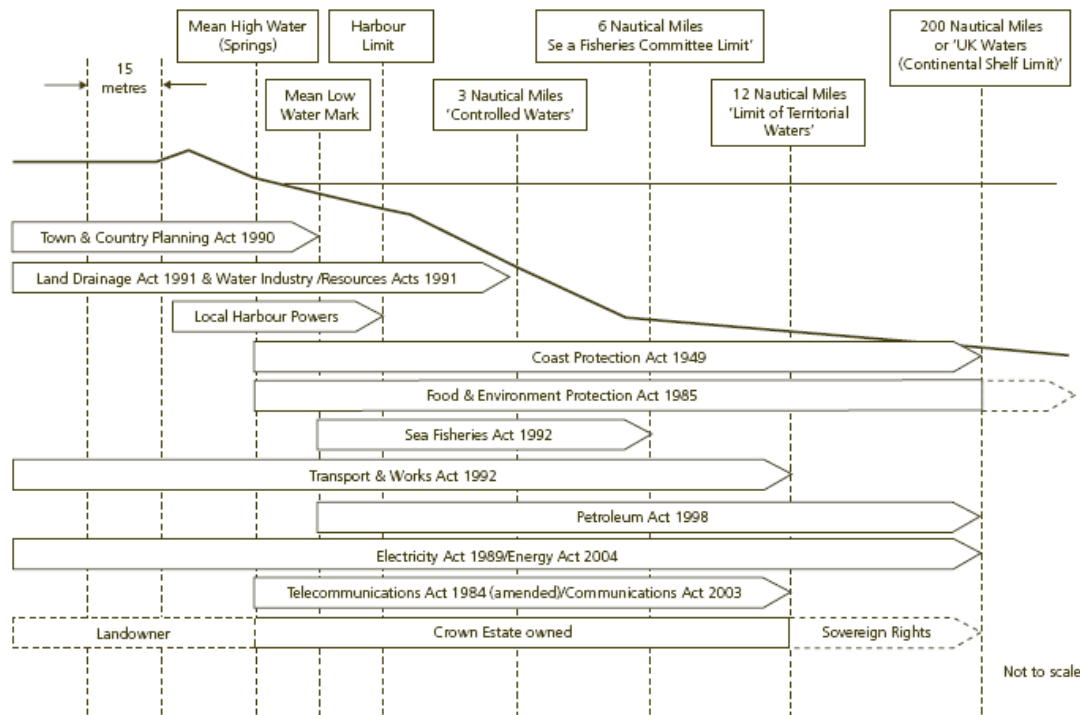 Mean High Water
(Springs)
Harbour
Limit
6 Nautical Miles
Se a Fisheries Committee Limit'
200 Nautical Miles
or 'UK Waters
(Continental Shelf Limit)'
15
metres
Mean Low
Water Mark
3 Nautical Miles
'Controlled Waters'
12 Nautical Miles
'Limit of Territorial
Waters'
Town & Country Planning Act 1990
Land Drainage Act 1991 & Water Industry /Resources Acts 1991
Local Harbour Powers
Coast Protection Act 1949
Food & Environment Protection Act 1985
Sea Fisheries Act 1992
Transport & Works Act 1992
Petroleum Act 1998
Electricity Act 1989/Energy Act 2004
Telecommunications Act 1984 (amended)/Communications Act 2003
Landowner
Crown Estate owned
Sovereign Rights
Not to scale